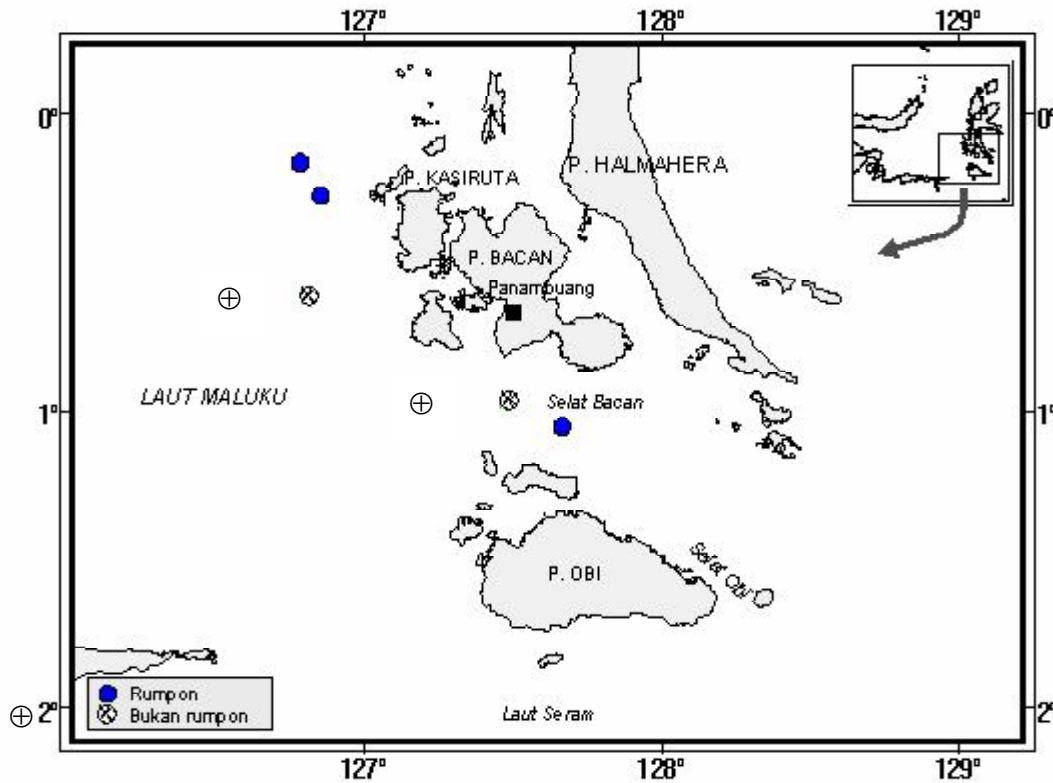 127° 128° 129°
0° 0°
P. KASIRUTA P. HALMAHERA
P. BACAN
Panambuang
LAUT MALUKU Selat Bacan
1° 1°
P. OBI
Selat Obi
Rumpon
Bukan rumpon
2° Laut Seram 2°
127° 128° 129°